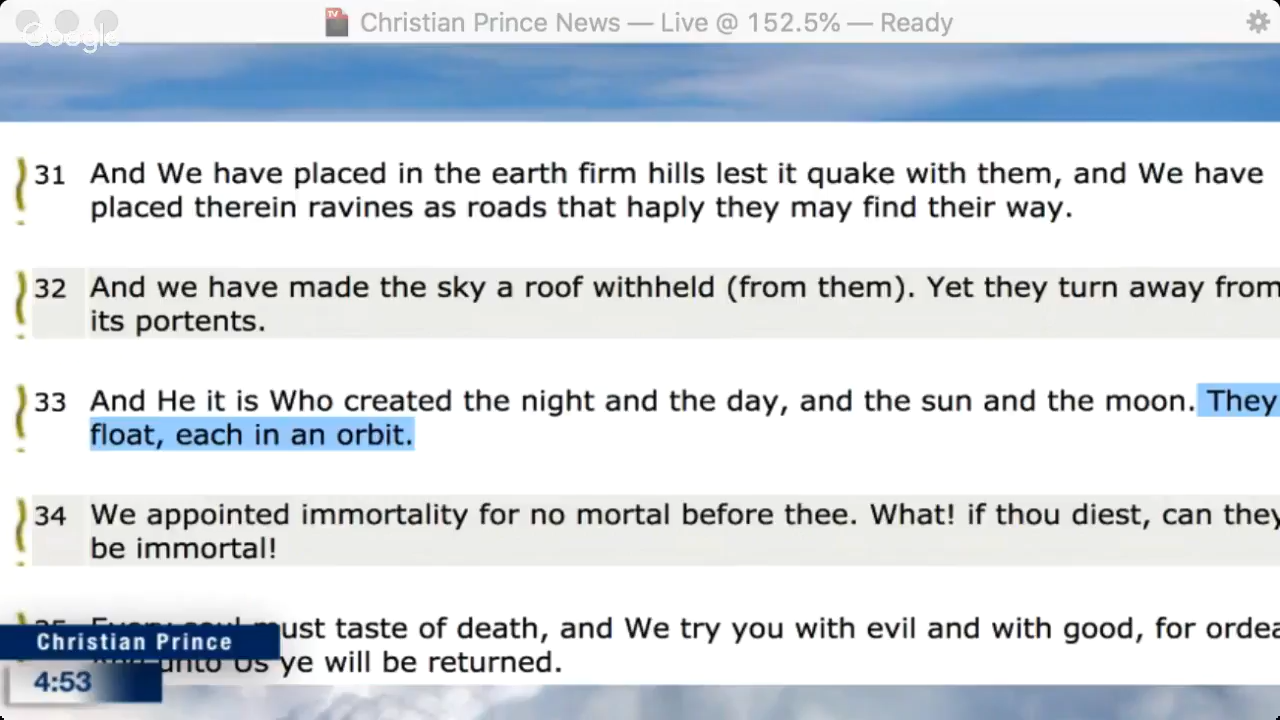 Christian Prince News — Live @ 152.5% — Ready
Google
31 And We have placed in the earth firm hills lest it quake with them, and We have
placed therein ravines as roads that haply they may find their way.
32 And we have made the sky a roof withheld (from them). Yet they turn away from
its portents.
33 And He it is Who created the night and the day, and the sun and the moon. They
float, each in an orbit.
34 We appointed immortality for no mortal before thee. What! if thou diest, can they
be immortal!
must taste of death, and We try you with evil and with good, for ordea
unto Us ye will be returned.
Christian Prince
4:53